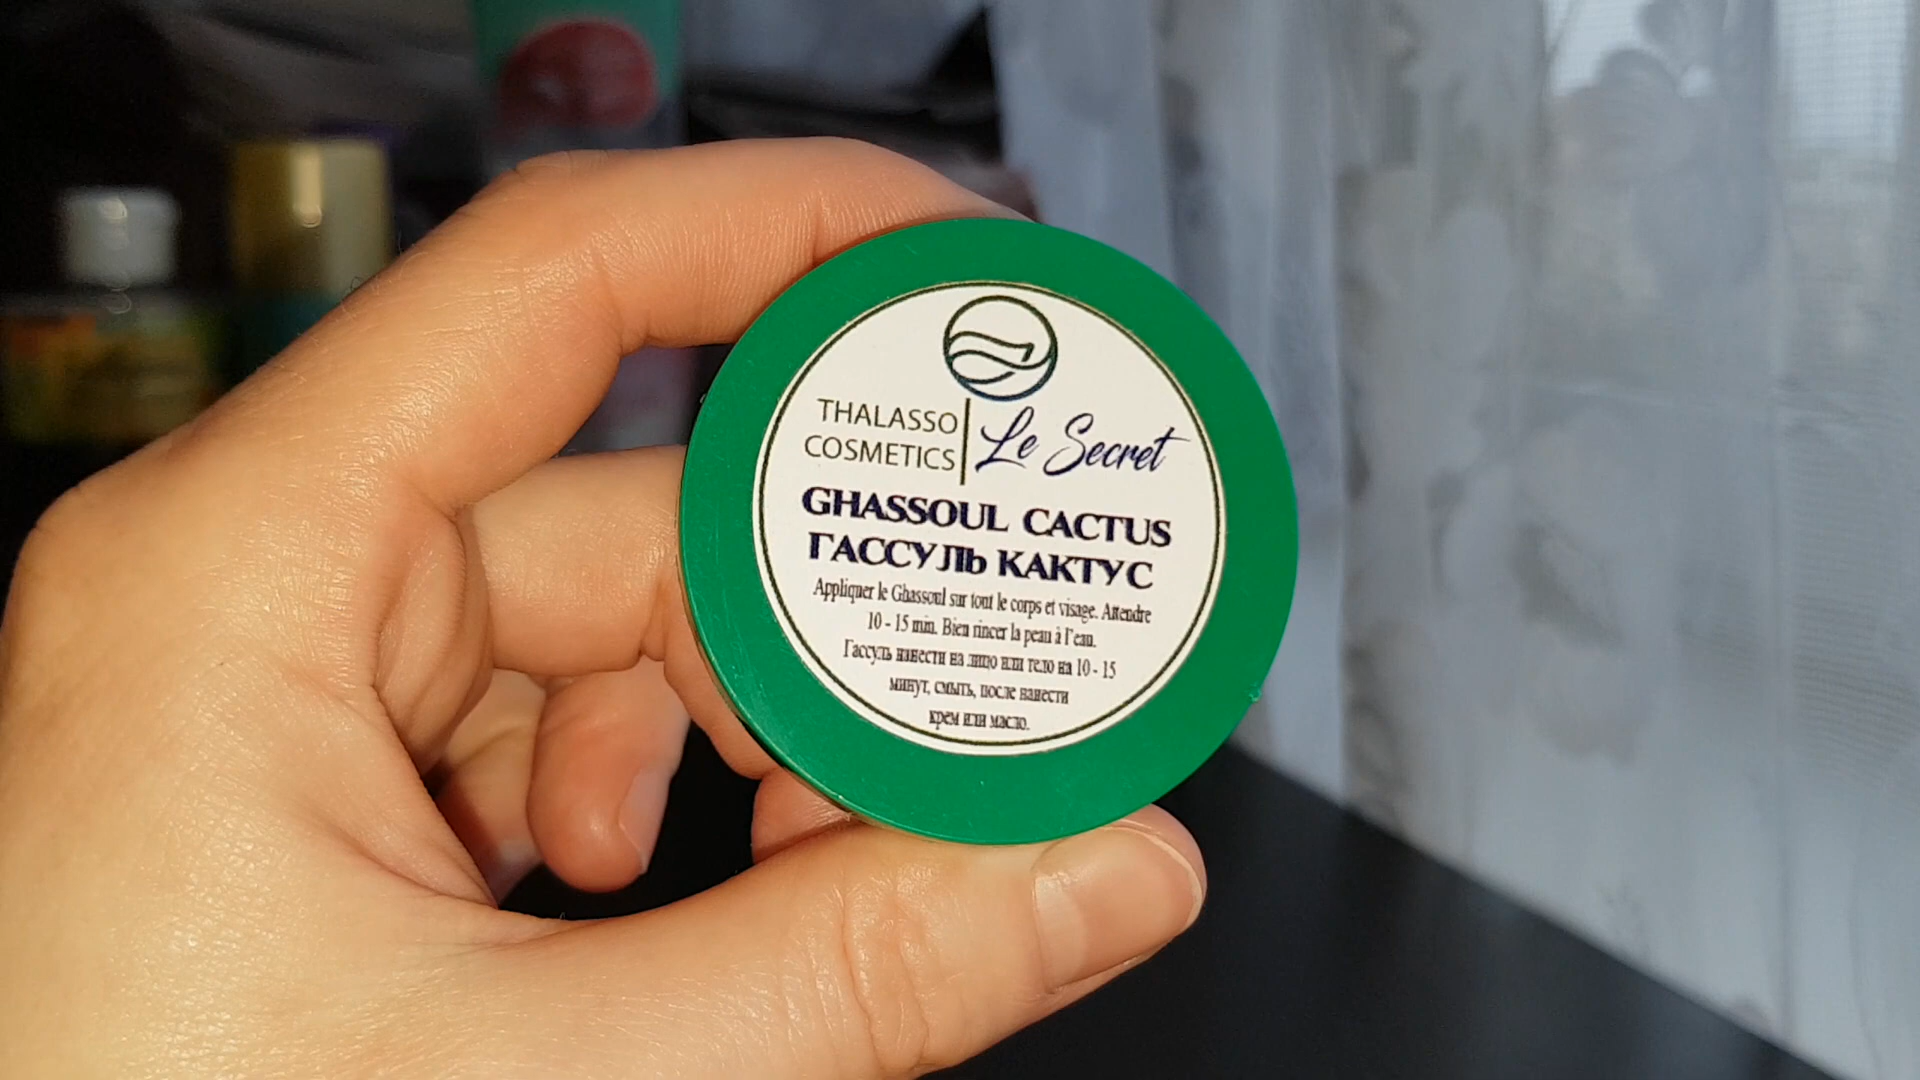 THALASSO
COSMETICS
Le Secret
GHASSOUL CACTUS
ГАССУЛЬ КАКТУС
Appliquer le Ghassoul sur tout le corps et visage. Attendre
10 - 15 min. Bien rincer la peau à l'eau.
Гассуль нанести на лицо или тело на 10 - 15
минут, смыть, после нанести
крем или масло.